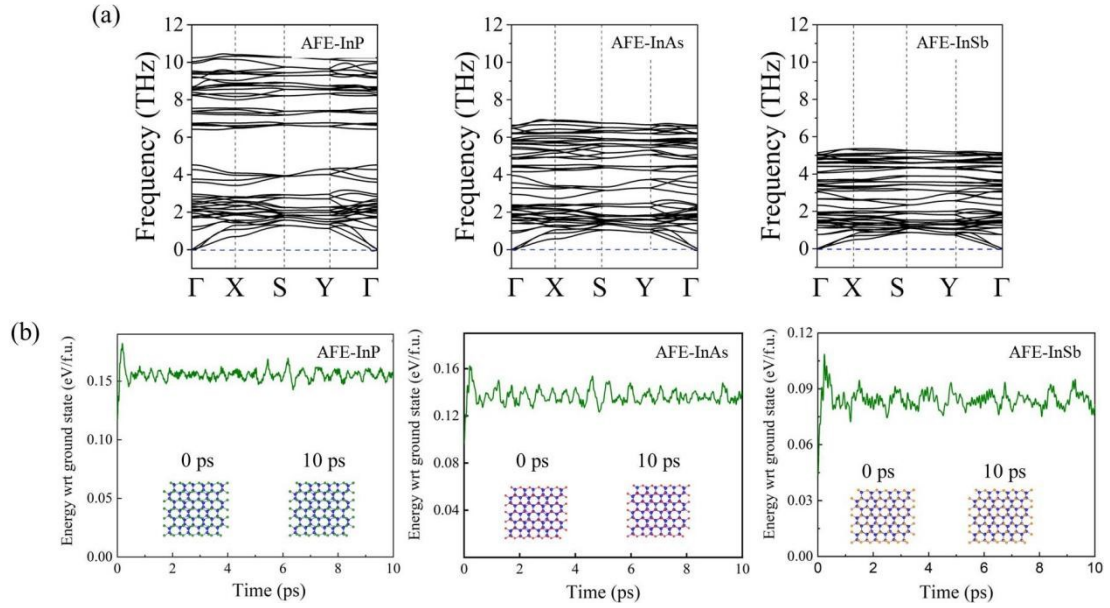 (a)
Frequency (THz)
12
10
8
6
4
2
0
AFE-InP
Γ X S Y Γ
Frequency (THz)
12
10
8
6
4
2
0
AFE-InAs
Γ X S Y Γ
Frequency (THz)
12
10
8
6
4
2
0
AFE-InSb
Γ X S Y Γ
(b)
Energy wrt ground state (eV/f.u.)
0.15
0.10
0.05
0.00
AFE-InP
0 ps 10 ps
0 2 4 6 8 10
Time (ps)
Energy wrt ground state (eV/f.u.)
0.16
0.12
0.08
0.04
AFE-InAs
0 ps 10 ps
0 2 4 6 8 10
Time (ps)
Energy wrt ground state (eV/f.u.)
0.12
0.09
0.06
0.03
0.00
AFE-InSb
0 ps 10 ps
0 2 4 6 8 10
Time (ps)